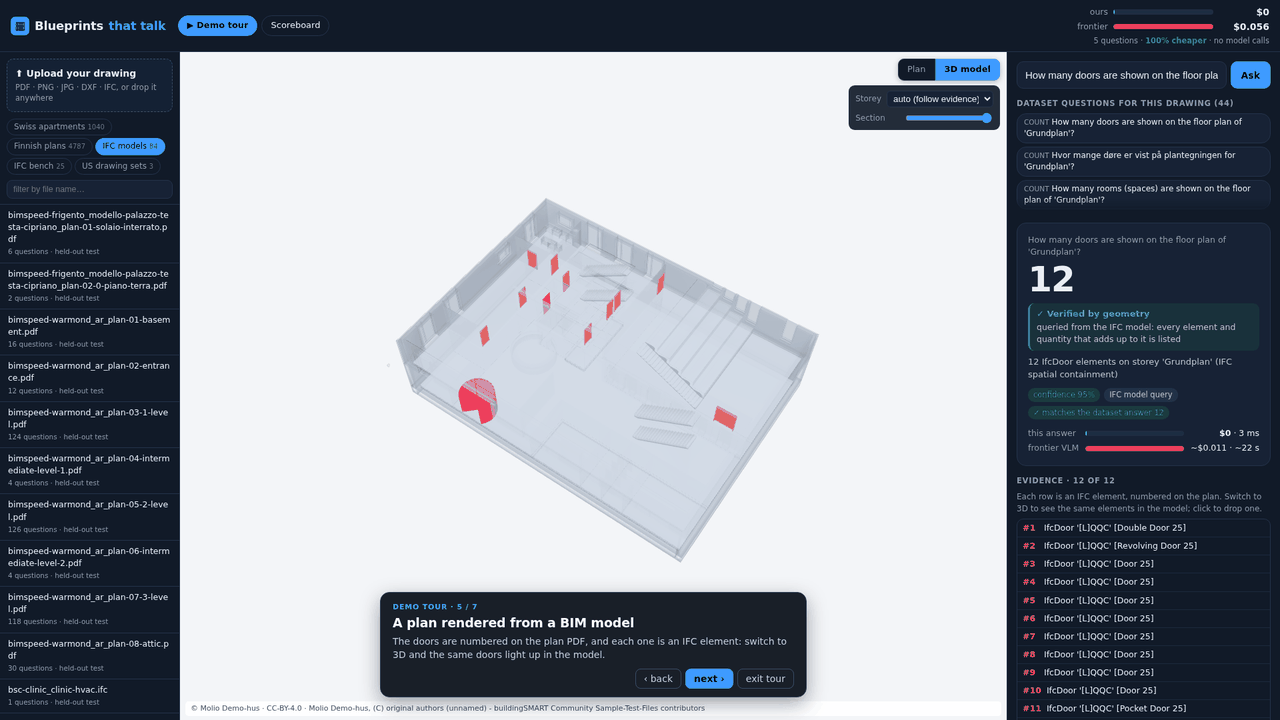 Blueprints that talk
▶ Demo tour
Scoreboard
ours $0
frontier $0.056
5 questions · 100% cheaper · no model calls
⬆ Upload your drawing
PDF · PNG · JPG · DXF · IFC, or drop it
anywhere
Swiss apartments 1040
Finnish plans 4787
IFC models 84
IFC bench 25
US drawing sets 3
filter by file name…
bimspeed-frigento_modello-palazzo-te
sta-cipriano_plan-01-solaio-interrato.p
df
6 questions · held-out test
bimspeed-frigento_modello-palazzo-te
sta-cipriano_plan-02-0-piano-terra.pdf
2 questions · held-out test
bimspeed-warmond_ar_plan-01-basem
ent.pdf
16 questions · held-out test
bimspeed-warmond_ar_plan-02-entran
ce.pdf
12 questions · held-out test
bimspeed-warmond_ar_plan-03-1-leve
l.pdf
124 questions · held-out test
bimspeed-warmond_ar_plan-04-interm
ediate-level-1.pdf
4 questions · held-out test
bimspeed-warmond_ar_plan-05-2-leve
l.pdf
126 questions · held-out test
bimspeed-warmond_ar_plan-06-interm
ediate-level-2.pdf
4 questions · held-out test
bimspeed-warmond_ar_plan-07-3-leve
l.pdf
118 questions · held-out test
bimspeed-warmond_ar_plan-08-attic.p
df
30 questions · held-out test
bsc-clinic_clinic-hvac.ifc
1 questions · held-out test
Plan
3D model
Storey auto (follow evidence)
Section
DEMO TOUR · 5 / 7
A plan rendered from a BIM model
The doors are numbered on the plan PDF, and each one is an IFC element: switch to
3D and the same doors light up in the model.
‹ back
next ›
exit tour
© Molio Demo-hus · CC-BY-4.0 · Molio Demo-hus, (C) original authors (unnamed) - buildingSMART Community Sample-Test-Files contributors
How many doors are shown on the floor pla
Ask
DATASET QUESTIONS FOR THIS DRAWING (44)
COUNT How many doors are shown on the floor plan of
'Grundplan'?
COUNT Hvor mange døre er vist på plantegningen for
'Grundplan'?
COUNT How many rooms (spaces) are shown on the floor
plan of 'Grundplan'?
How many doors are shown on the floor plan of
'Grundplan'?
12
✓ Verified by geometry
queried from the IFC model: every element and
quantity that adds up to it is listed
12 IfcDoor elements on storey 'Grundplan' (IFC
spatial containment)
confidence 95%
IFC model query
✓ matches the dataset answer 12
this answer $0 · 3 ms
frontier VLM ~$0.011 · ~22 s
EVIDENCE · 12 OF 12
Each row is an IFC element, numbered on the plan. Switch to
3D to see the same elements in the model; click to drop one.
#1 IfcDoor '[L]QQC' [Double Door 25]
#2 IfcDoor '[L]QQC' [Revolving Door 25]
#3 IfcDoor '[L]QQC' [Door 25]
#4 IfcDoor '[L]QQC' [Door 25]
#5 IfcDoor '[L]QQC' [Door 25]
#6 IfcDoor '[L]QQC' [Door 25]
#7 IfcDoor '[L]QQC' [Door 25]
#8 IfcDoor '[L]QQC' [Door 25]
#9 IfcDoor '[L]QQC' [Door 25]
#10 IfcDoor '[L]QQC' [Door 25]
#11 IfcDoor '[L]QQC' [Pocket Door 25]